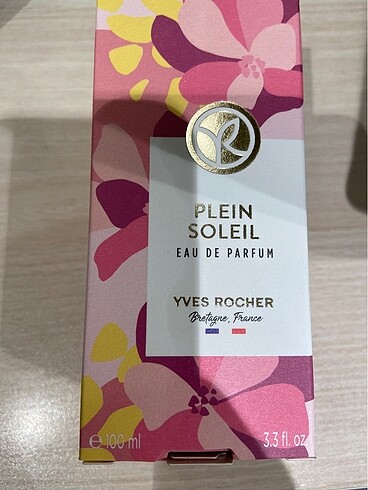 PLEIN
SOLEIL
EAU DE PARFUM
YVES ROCHER
Bretagne, France
℮ 100 ml
3.3 fl. oz